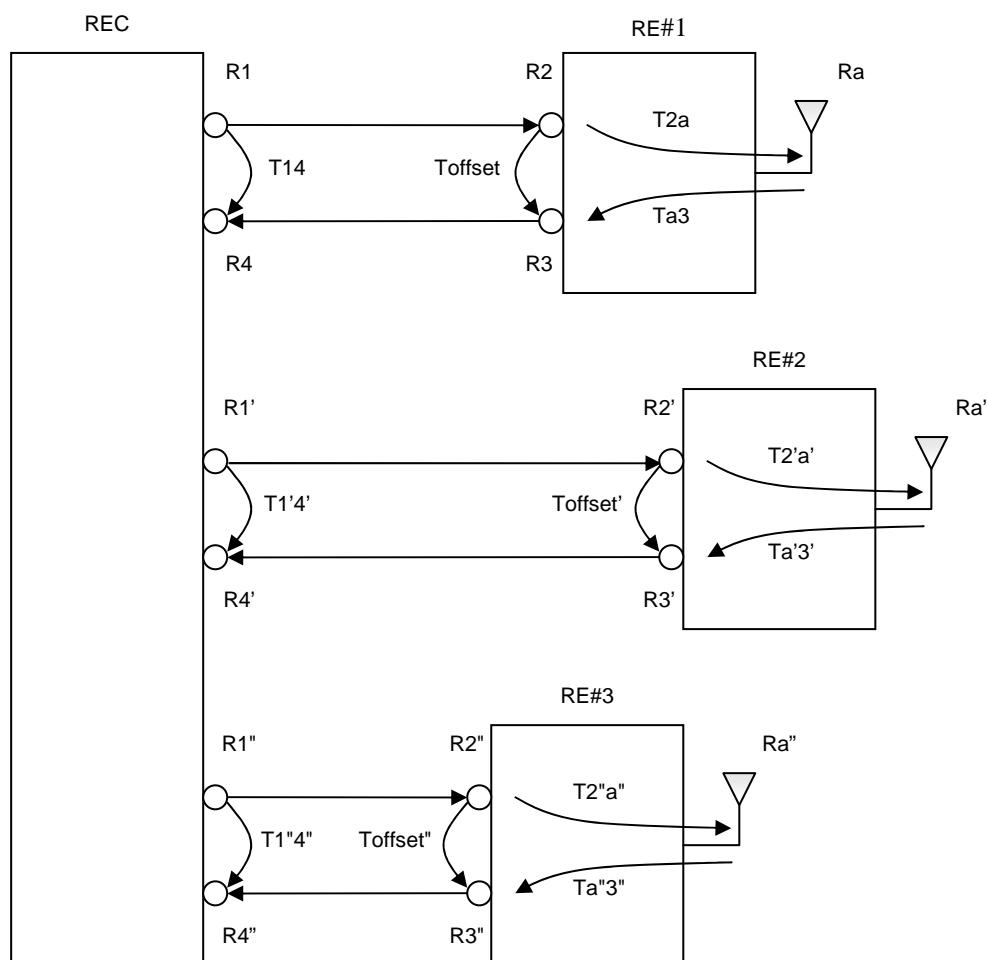 REC
RE#1
R1
R2
Ra
T14
Toffset
T2a
Ta3
R4
R3
RE#2
R1’
R2’
Ra’
T1'4'
Toffset’
T2'a'
Ta'3'
R4’
R3’
RE#3
R1"
R2"
Ra”
T1"4"
Toffset"
T2"a"
Ta"3"
R4”
R3"